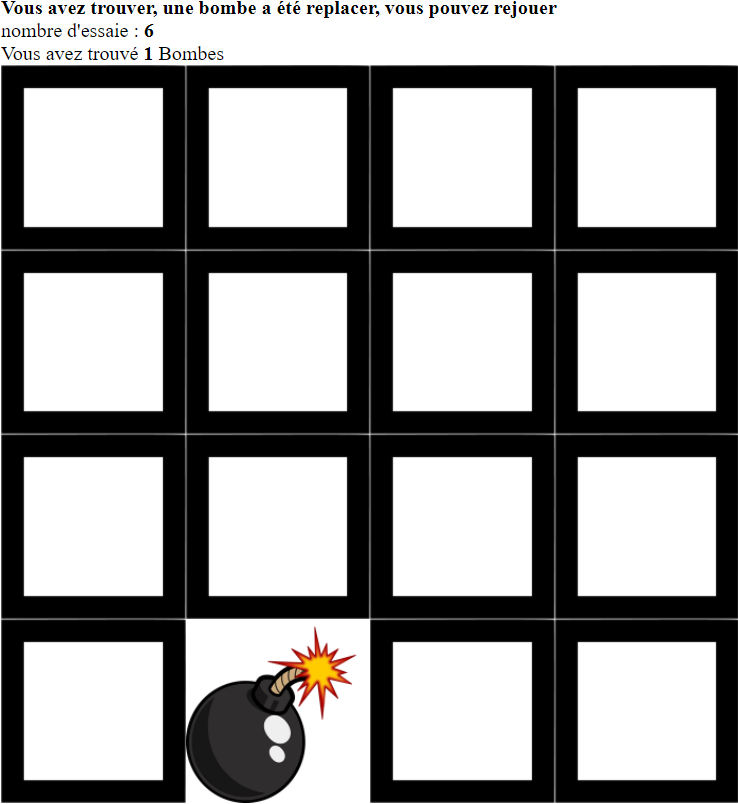 Vous avez trouver, une bombe a été replacer, vous pouvez rejouer
nombre d'essaie : 6
Vous avez trouvé 1 Bombes